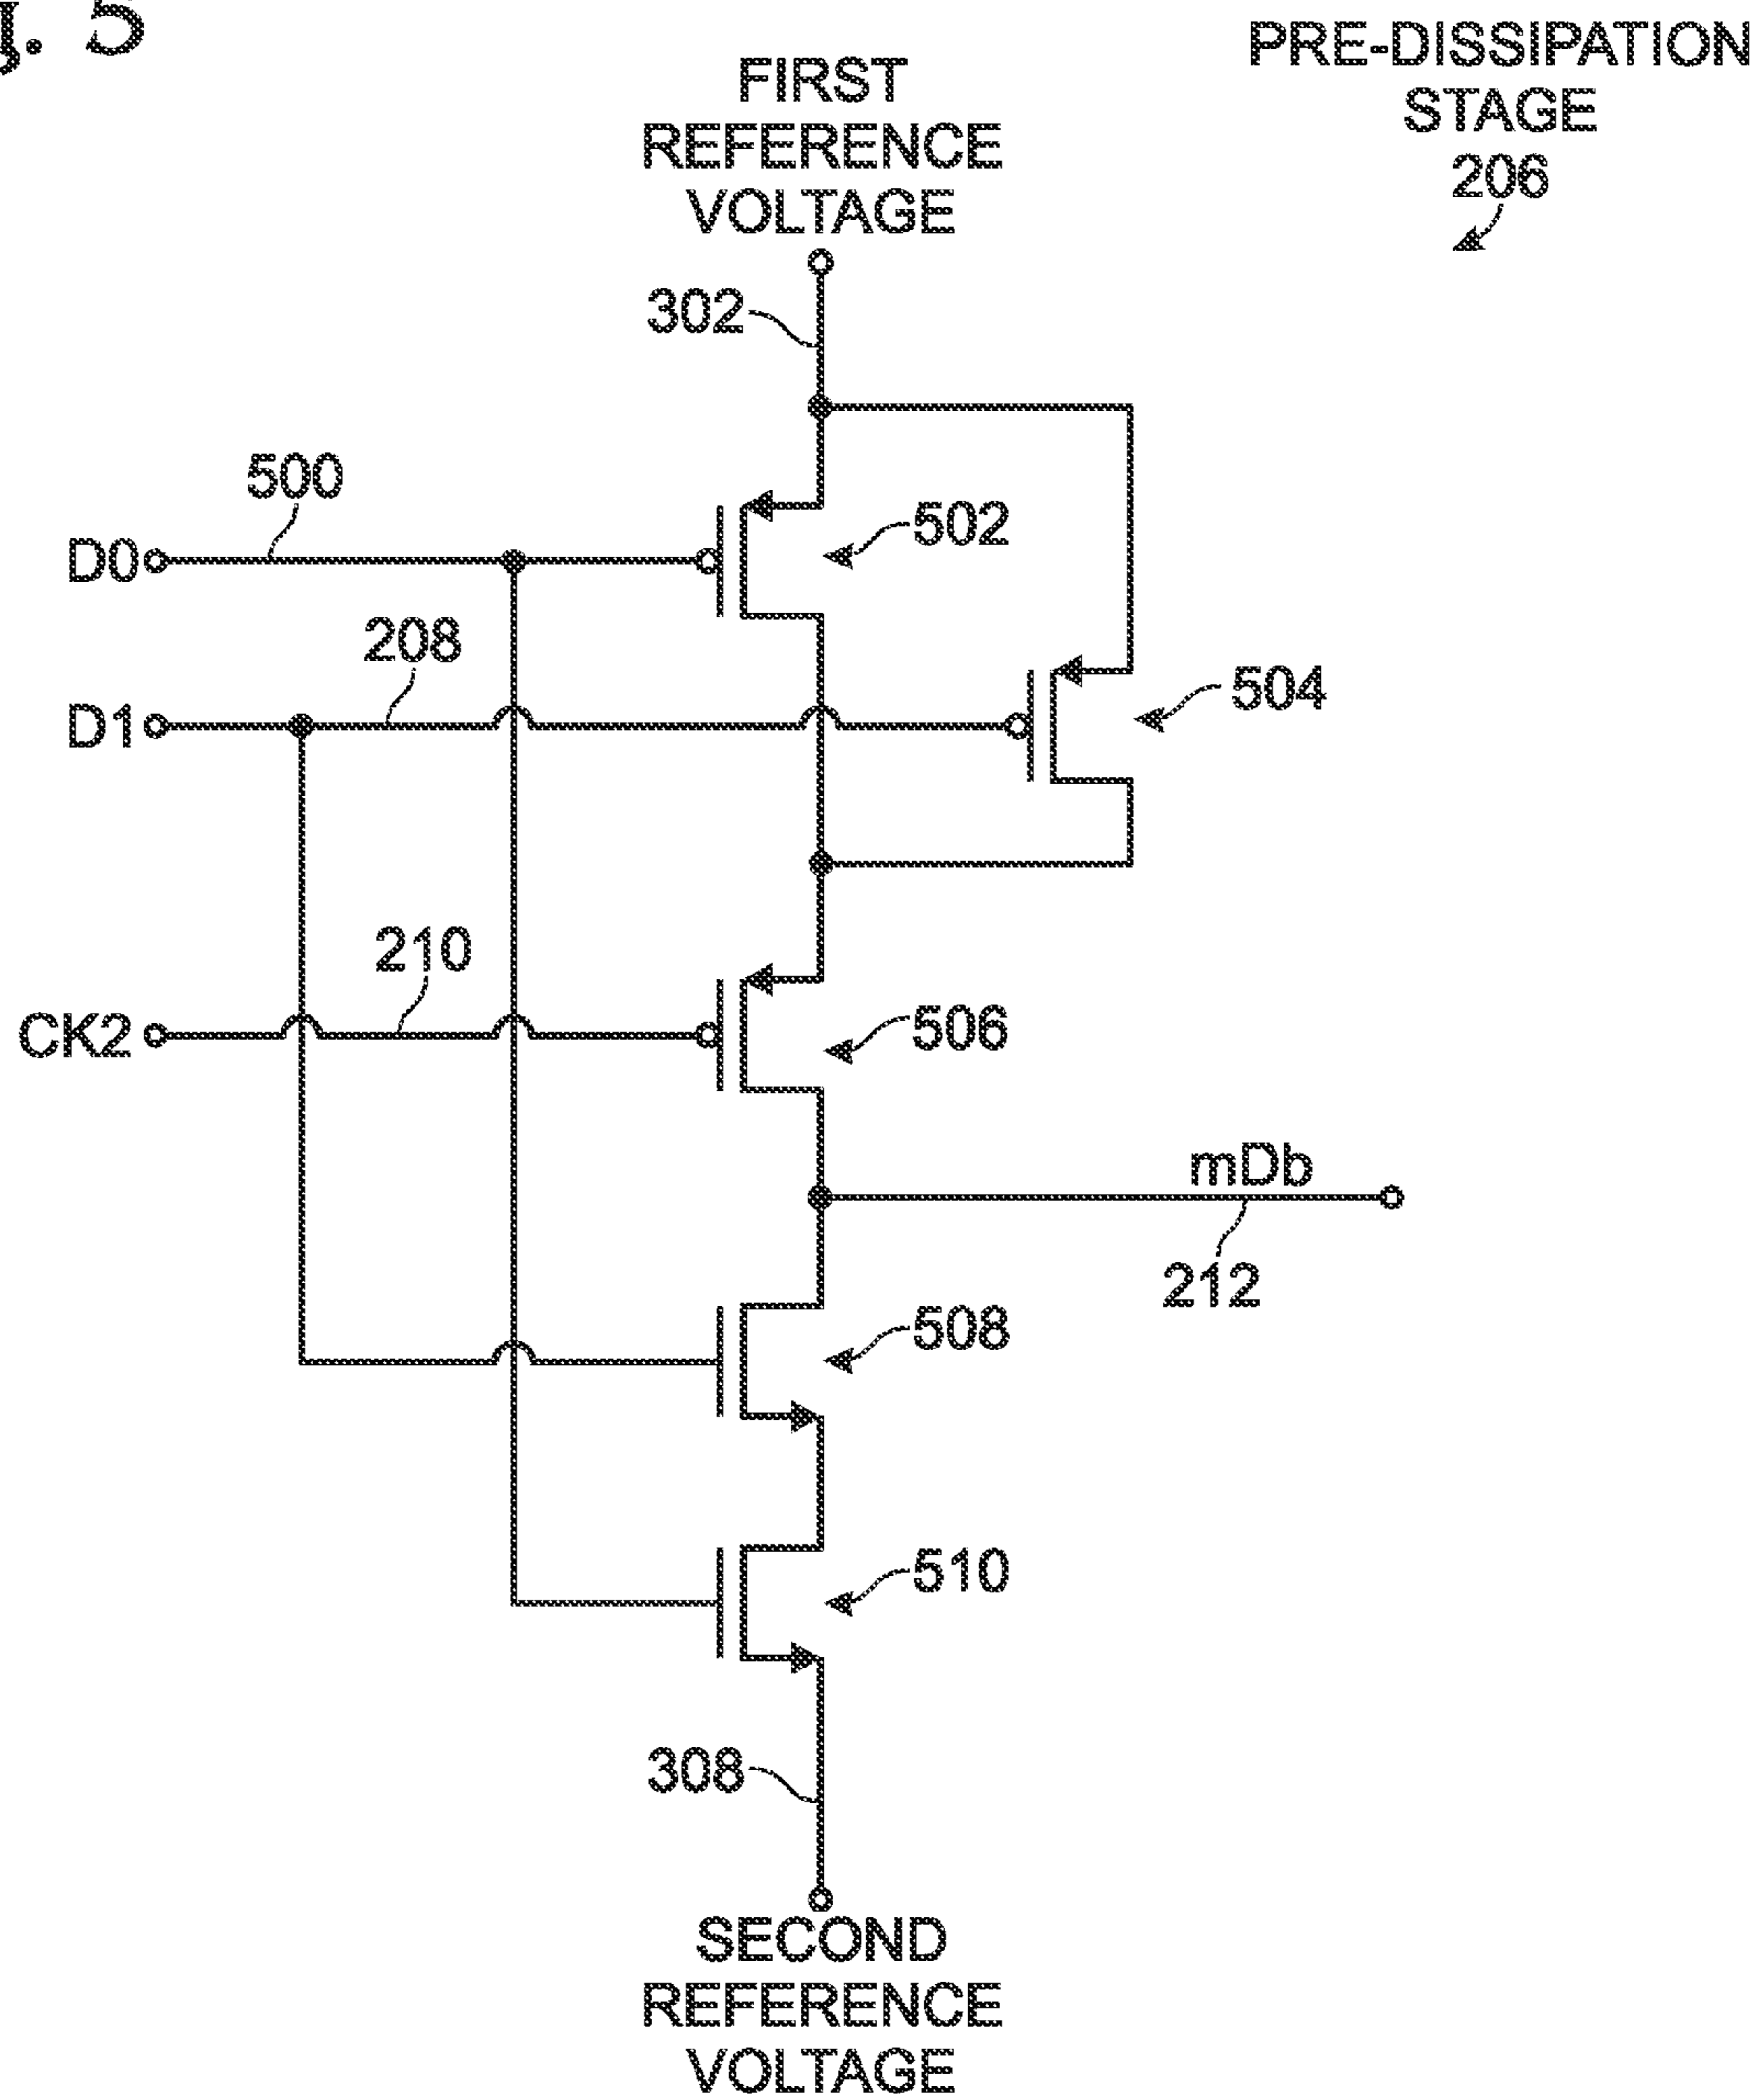 5
PRE-DISSIPATION
STAGE
206
FIRST
REFERENCE
VOLTAGE
302
500
502
D0
208
504
D1
210
506
CK2
mDb
212
508
510
308
SECOND
REFERENCE
VOLTAGE